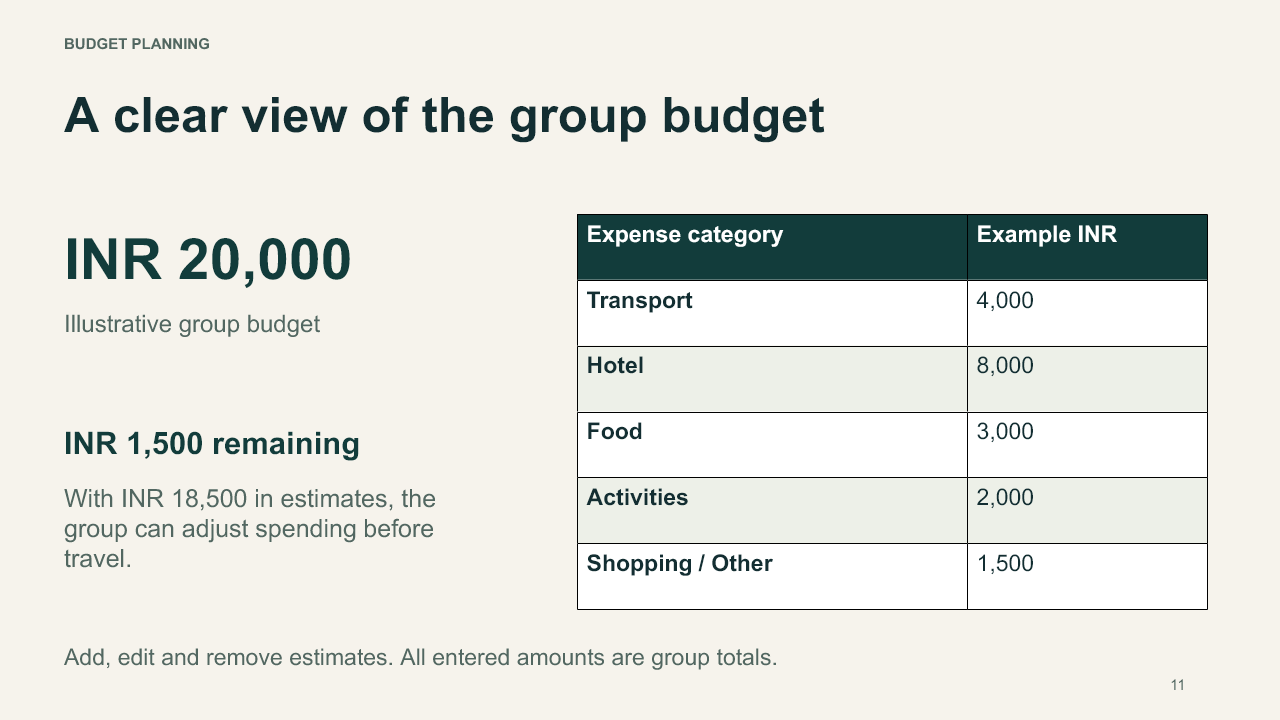 BUDGET PLANNING
A clear view of the group budget
INR 20,000
Illustrative group budget
INR 1,500 remaining
With INR 18,500 in estimates, the
group can adjust spending before
travel.
Expense category Example INR
Transport 4,000
Hotel 8,000
Food 3,000
Activities 2,000
Shopping / Other 1,500
Add, edit and remove estimates. All entered amounts are group totals.
11